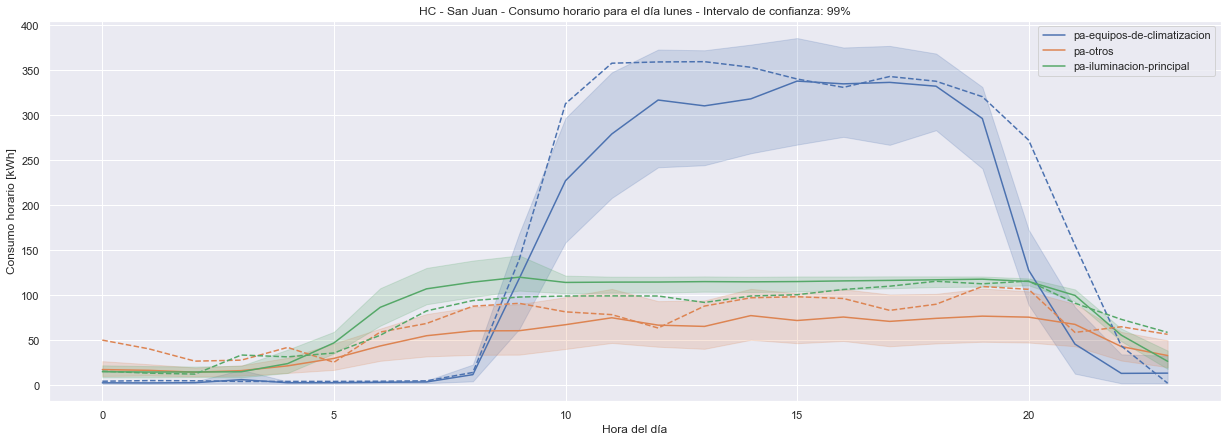 HC - San Juan - Consumo horario para el día lunes - Intervalo de confianza: 99%
400
350
300
250
200
150
100
50
0
Consumo horario [kWh]
pa-equipos-de-climatizacion
pa-otros
pa-iluminacion-principal
0
5
10
15
20
Hora del día